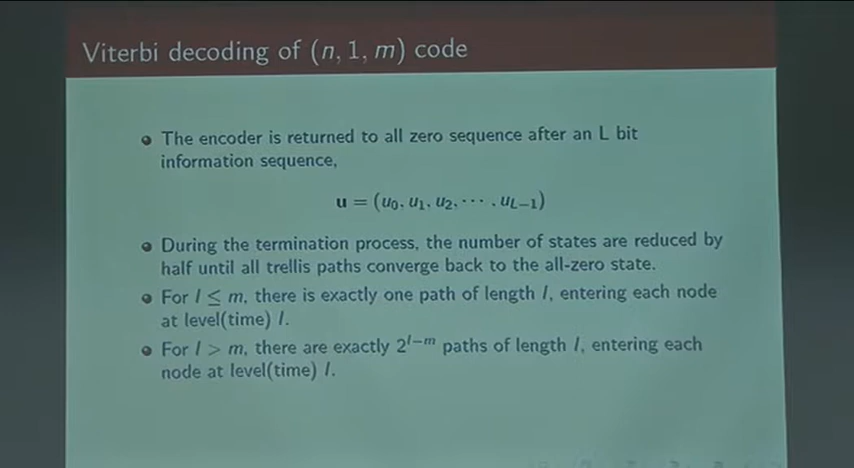 Viterbi decoding of (n, 1, m) code
The encoder is returned to all zero sequence after an L bit
information sequence,
u = (u₀, u₁, u₂, ⋯ , u_{L−1})
During the termination process, the number of states are reduced by
half until all trellis paths converge back to the all-zero state.
For l ≤ m, there is exactly one path of length l, entering each node
at level(time) l.
For l > m, there are exactly 2^{l−m} paths of length l, entering each
node at level(time) l.